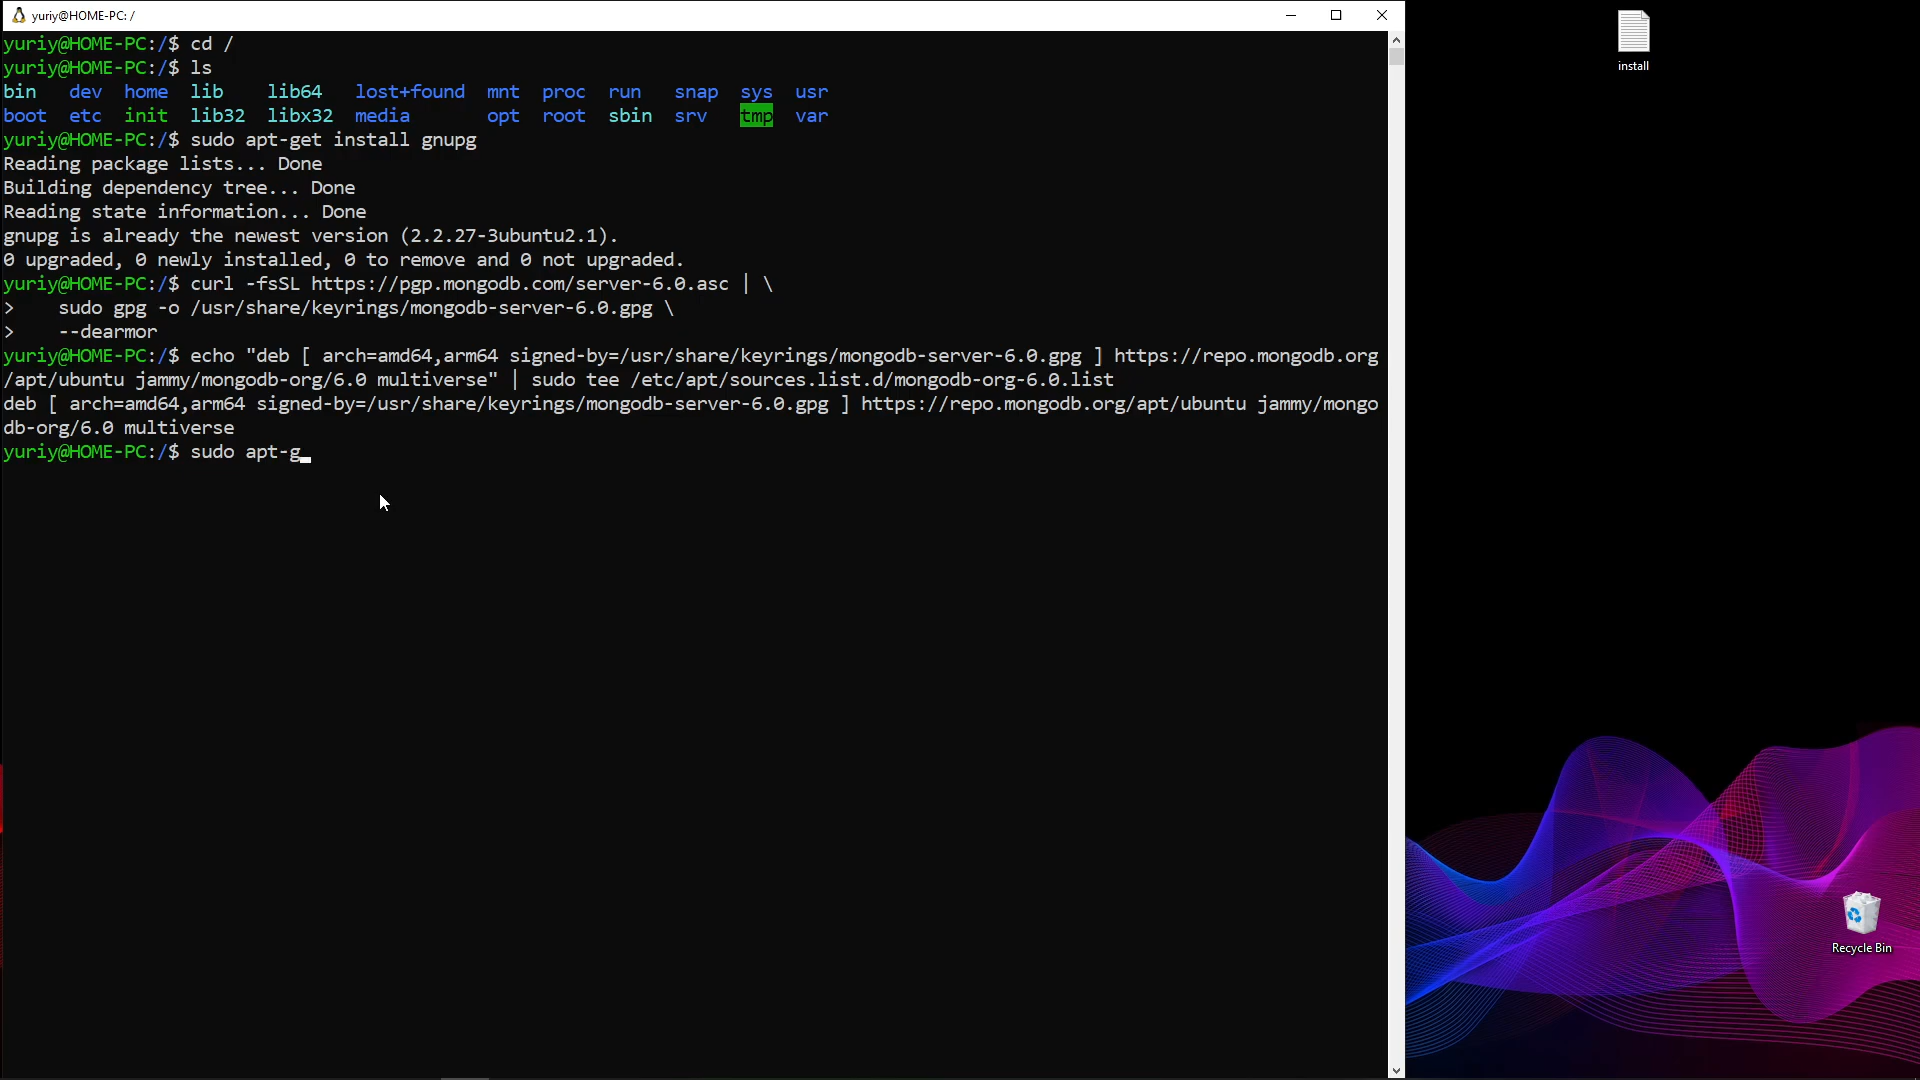 yuriy@HOME-PC: /
install
yuriy@HOME-PC:/$ cd /
yuriy@HOME-PC:/$ ls
bin dev home lib lib64 lost+found mnt proc run snap sys usr
boot etc init lib32 libx32 media opt root sbin srv tmp var
yuriy@HOME-PC:/$ sudo apt-get install gnupg
Reading package lists... Done
Building dependency tree... Done
Reading state information... Done
gnupg is already the newest version (2.2.27-3ubuntu2.1).
0 upgraded, 0 newly installed, 0 to remove and 0 not upgraded.
yuriy@HOME-PC:/$ curl -fsSL https://pgp.mongodb.com/server-6.0.asc | \
> sudo gpg -o /usr/share/keyrings/mongodb-server-6.0.gpg \
> --dearmor
yuriy@HOME-PC:/$ echo "deb [ arch=amd64,arm64 signed-by=/usr/share/keyrings/mongodb-server-6.0.gpg ] https://repo.mongodb.org
/apt/ubuntu jammy/mongodb-org/6.0 multiverse" | sudo tee /etc/apt/sources.list.d/mongodb-org-6.0.list
deb [ arch=amd64,arm64 signed-by=/usr/share/keyrings/mongodb-server-6.0.gpg ] https://repo.mongodb.org/apt/ubuntu jammy/mongo
db-org/6.0 multiverse
yuriy@HOME-PC:/$ sudo apt-g
Recycle Bin